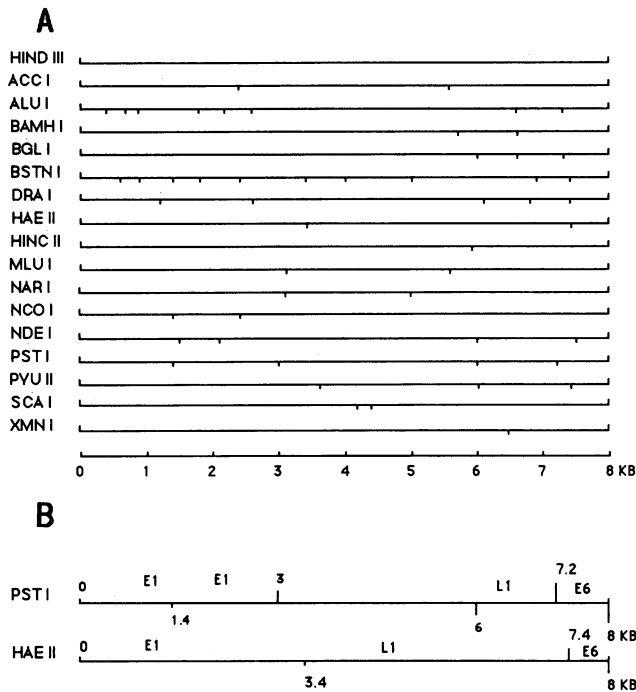 A
HIND III
ACC I
ALU I
BAMH I
BGL I
BSTN I
DRA I
HAE II
HINC II
MLU I
NAR I
NCO I
NDE I
PST I
PYU II
SCA I
XMN I
0 1 2 3 4 5 6 7 8 KB
B
PST I 0 E1 E1 3 L1 7.2 E6
1.4 6 8 KB
HAE II 0 E1 L1 7.4 E6
3.4 8 KB